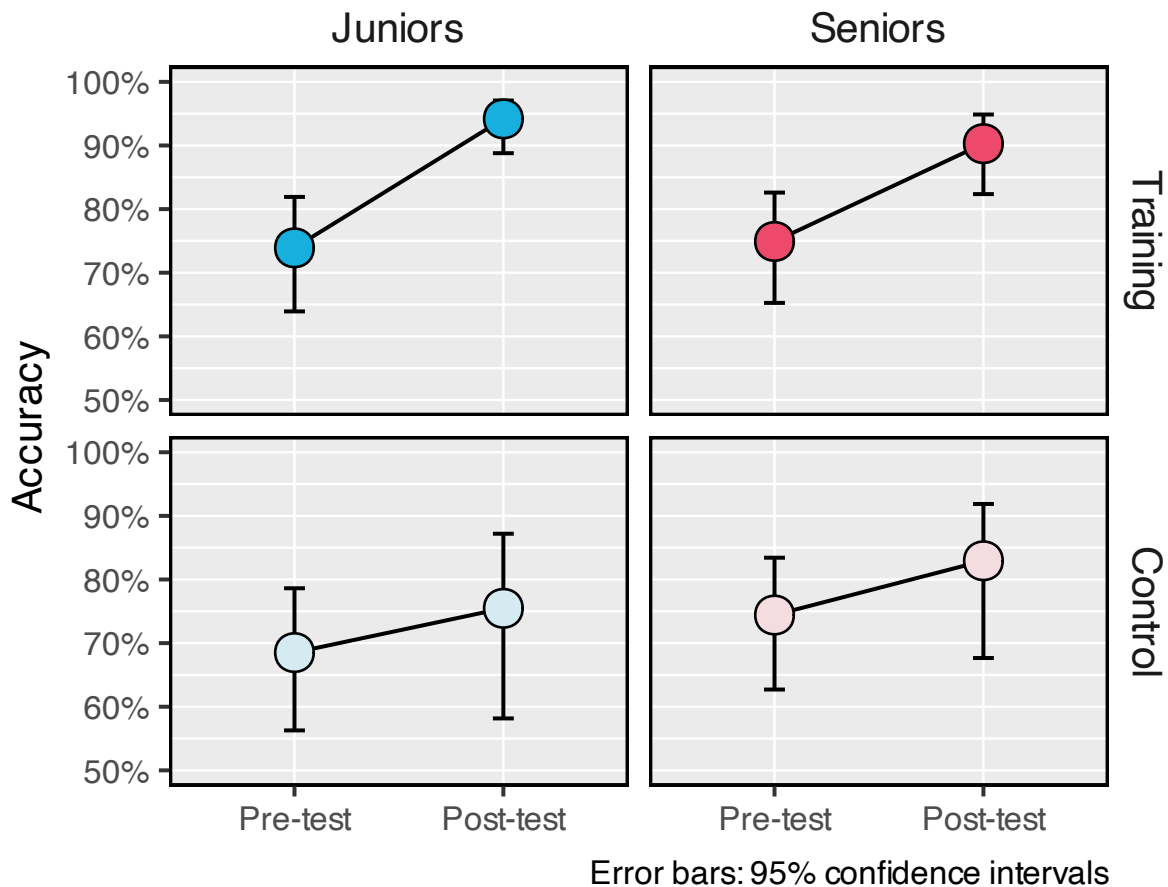 Juniors
Seniors
Accuracy
100%
90%
80%
70%
60%
50%
Training
100%
90%
80%
70%
60%
50%
Control
Pre-test
Post-test
Pre-test
Post-test
Error bars: 95% confidence intervals